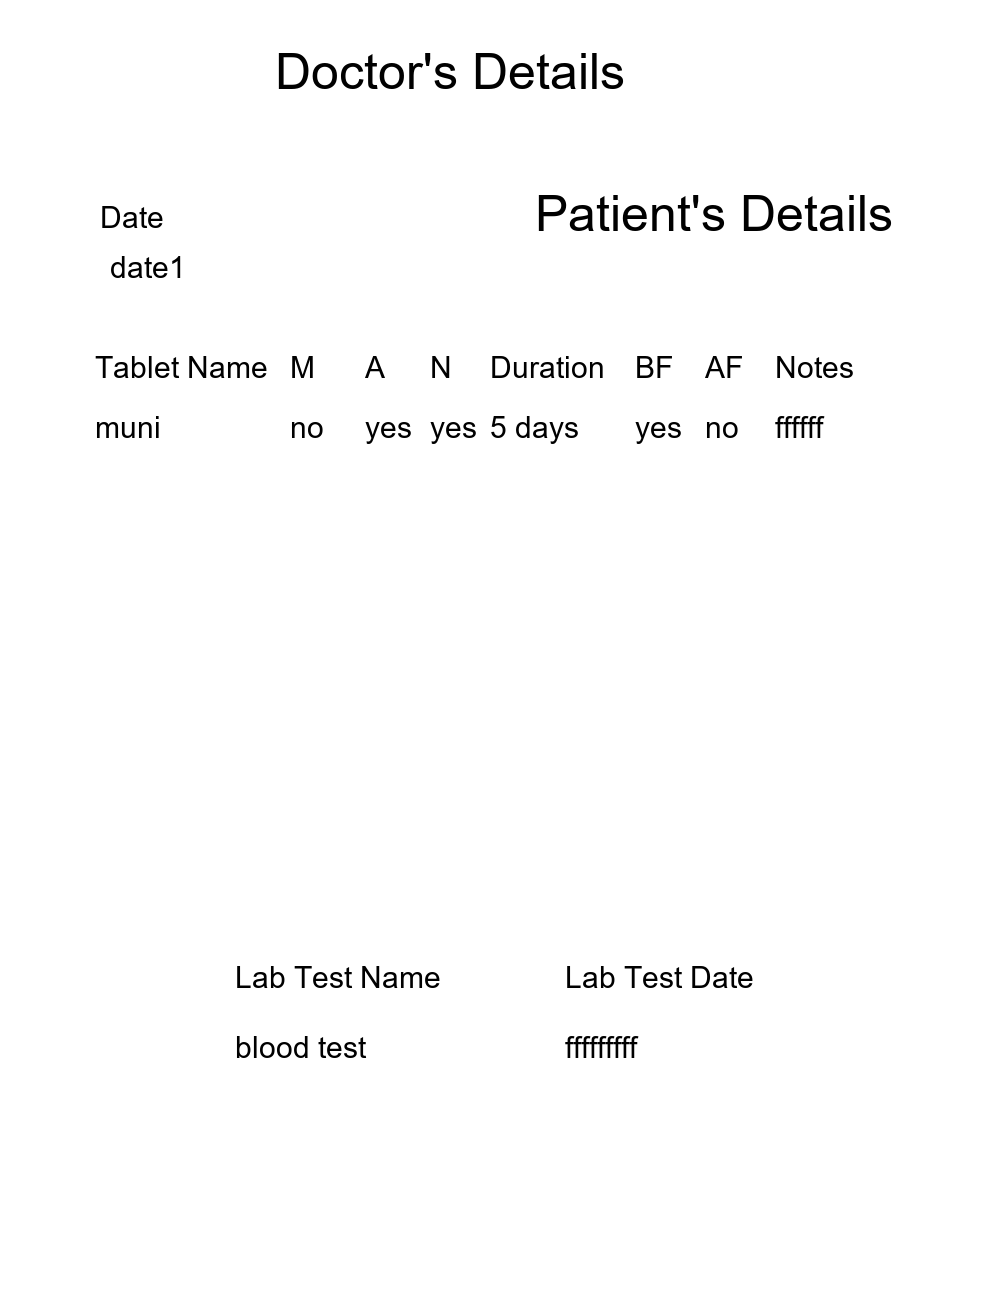 Doctor's Details
Patient's Details
Date
date1
Tablet Name M A N Duration BF AF Notes
muni no yes yes 5 days yes no ffffff
Lab Test Name Lab Test Date
blood test fffffffff